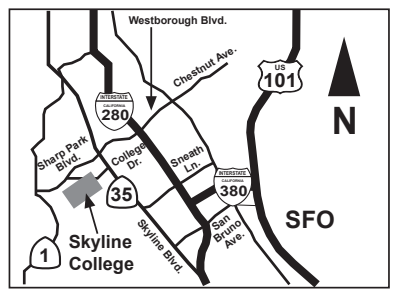 Westborough Blvd.
Chestnut Ave.
US
101
INTERSTATE
CALIFORNIA
280
N
Sharp Park
Blvd.
College
Dr.
Sneath
Ln.
INTERSTATE
CALIFORNIA
380
35
SFO
San
Bruno
Ave.
Skyline Blvd.
Skyline
College
1